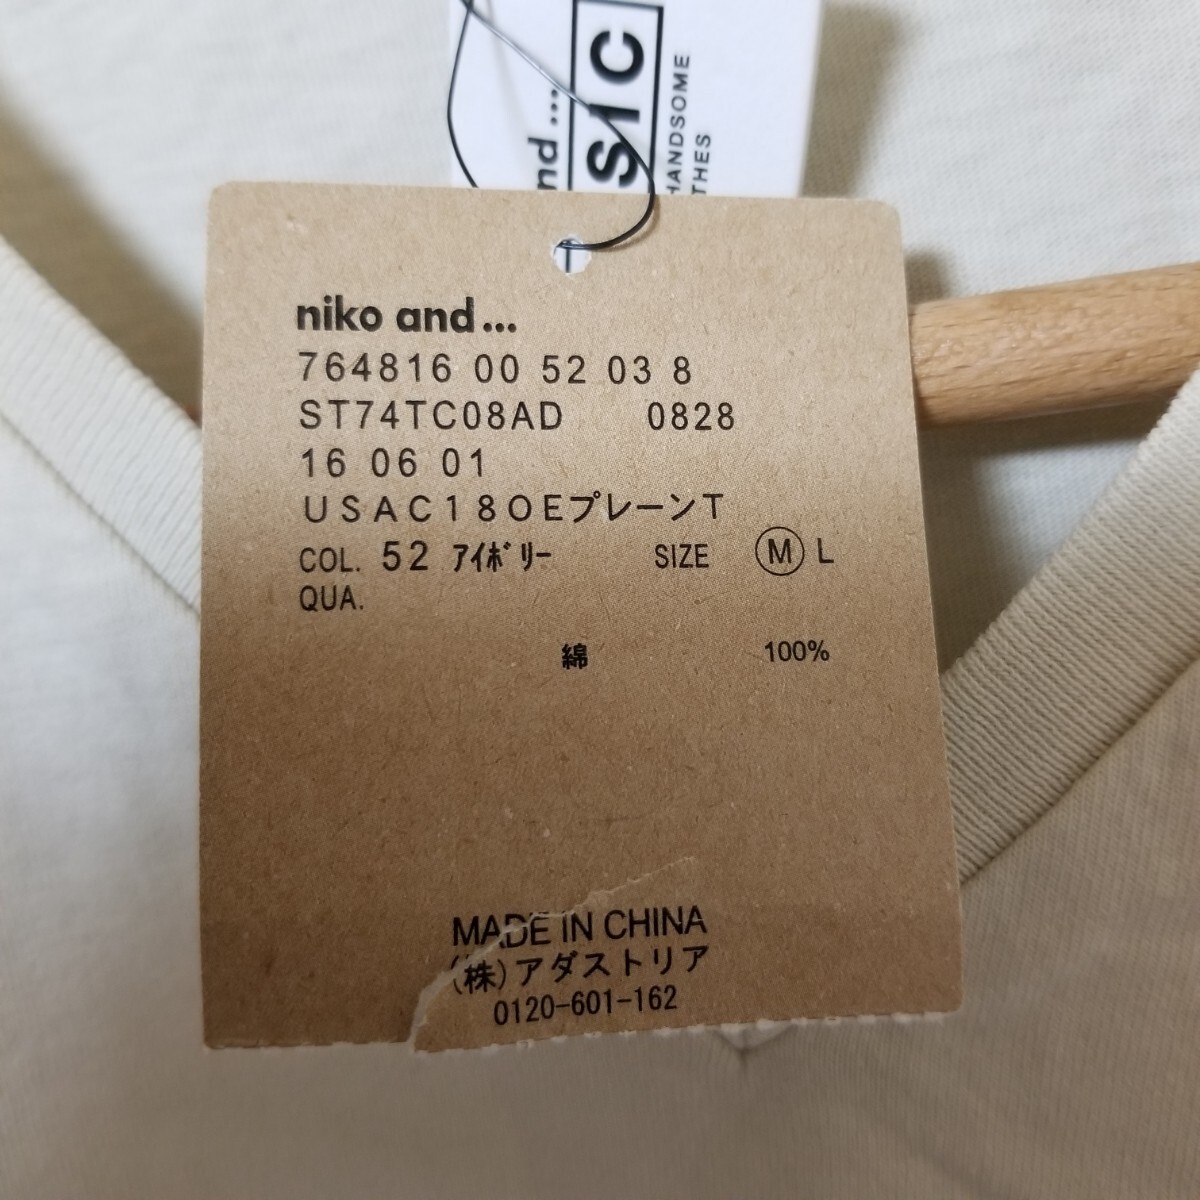 nd...
SIC
HANDSOME
THES
niko and...
764816 00 52 03 8
ST74TC08AD 0828
16 06 01
USAC18OEプレーンT
COL. 52 ｱｲﾎﾞﾘｰ SIZE Ⓜ L
QUA.
綿 100%
MADE IN CHINA
(株)アダストリア
0120-601-162